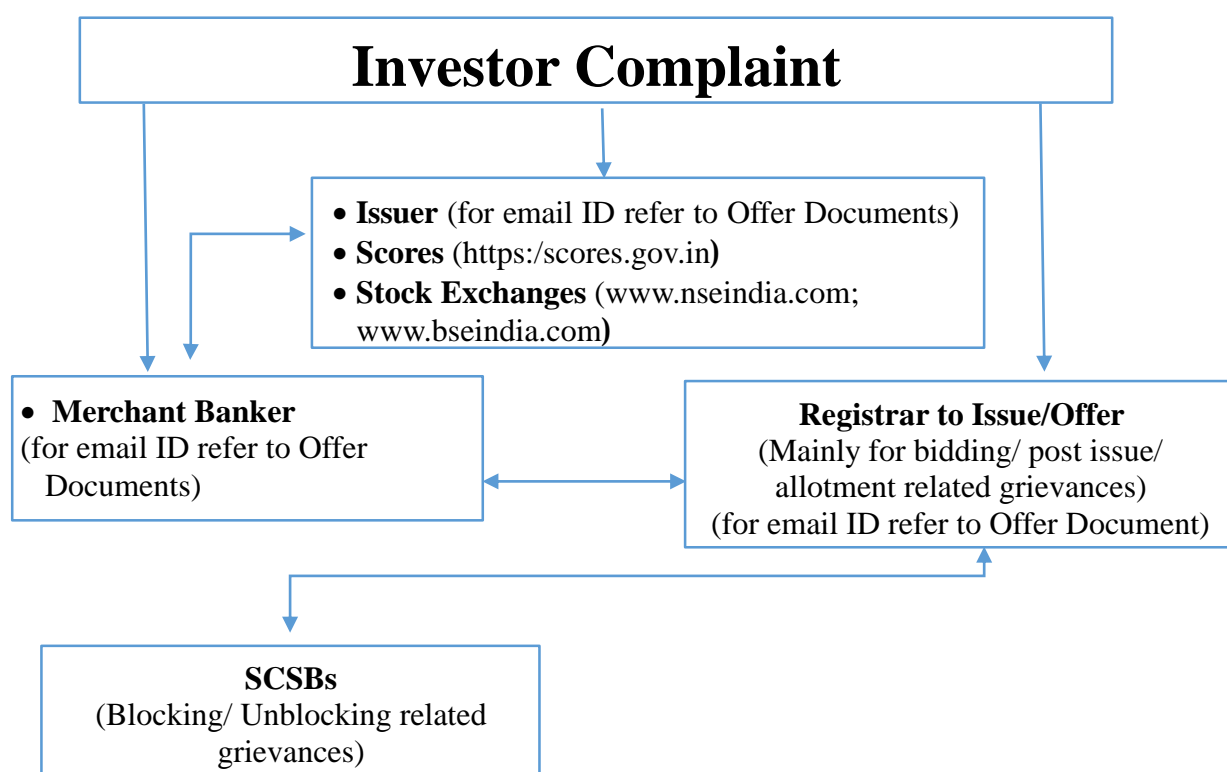 Investor Complaint
• Issuer (for email ID refer to Offer Documents)
• Scores (https:/scores.gov.in)
• Stock Exchanges (www.nseindia.com;
www.bseindia.com)
• Merchant Banker
(for email ID refer to Offer
Documents)
Registrar to Issue/Offer
(Mainly for bidding/ post issue/
allotment related grievances)
(for email ID refer to Offer Document)
SCSBs
(Blocking/ Unblocking related
grievances)